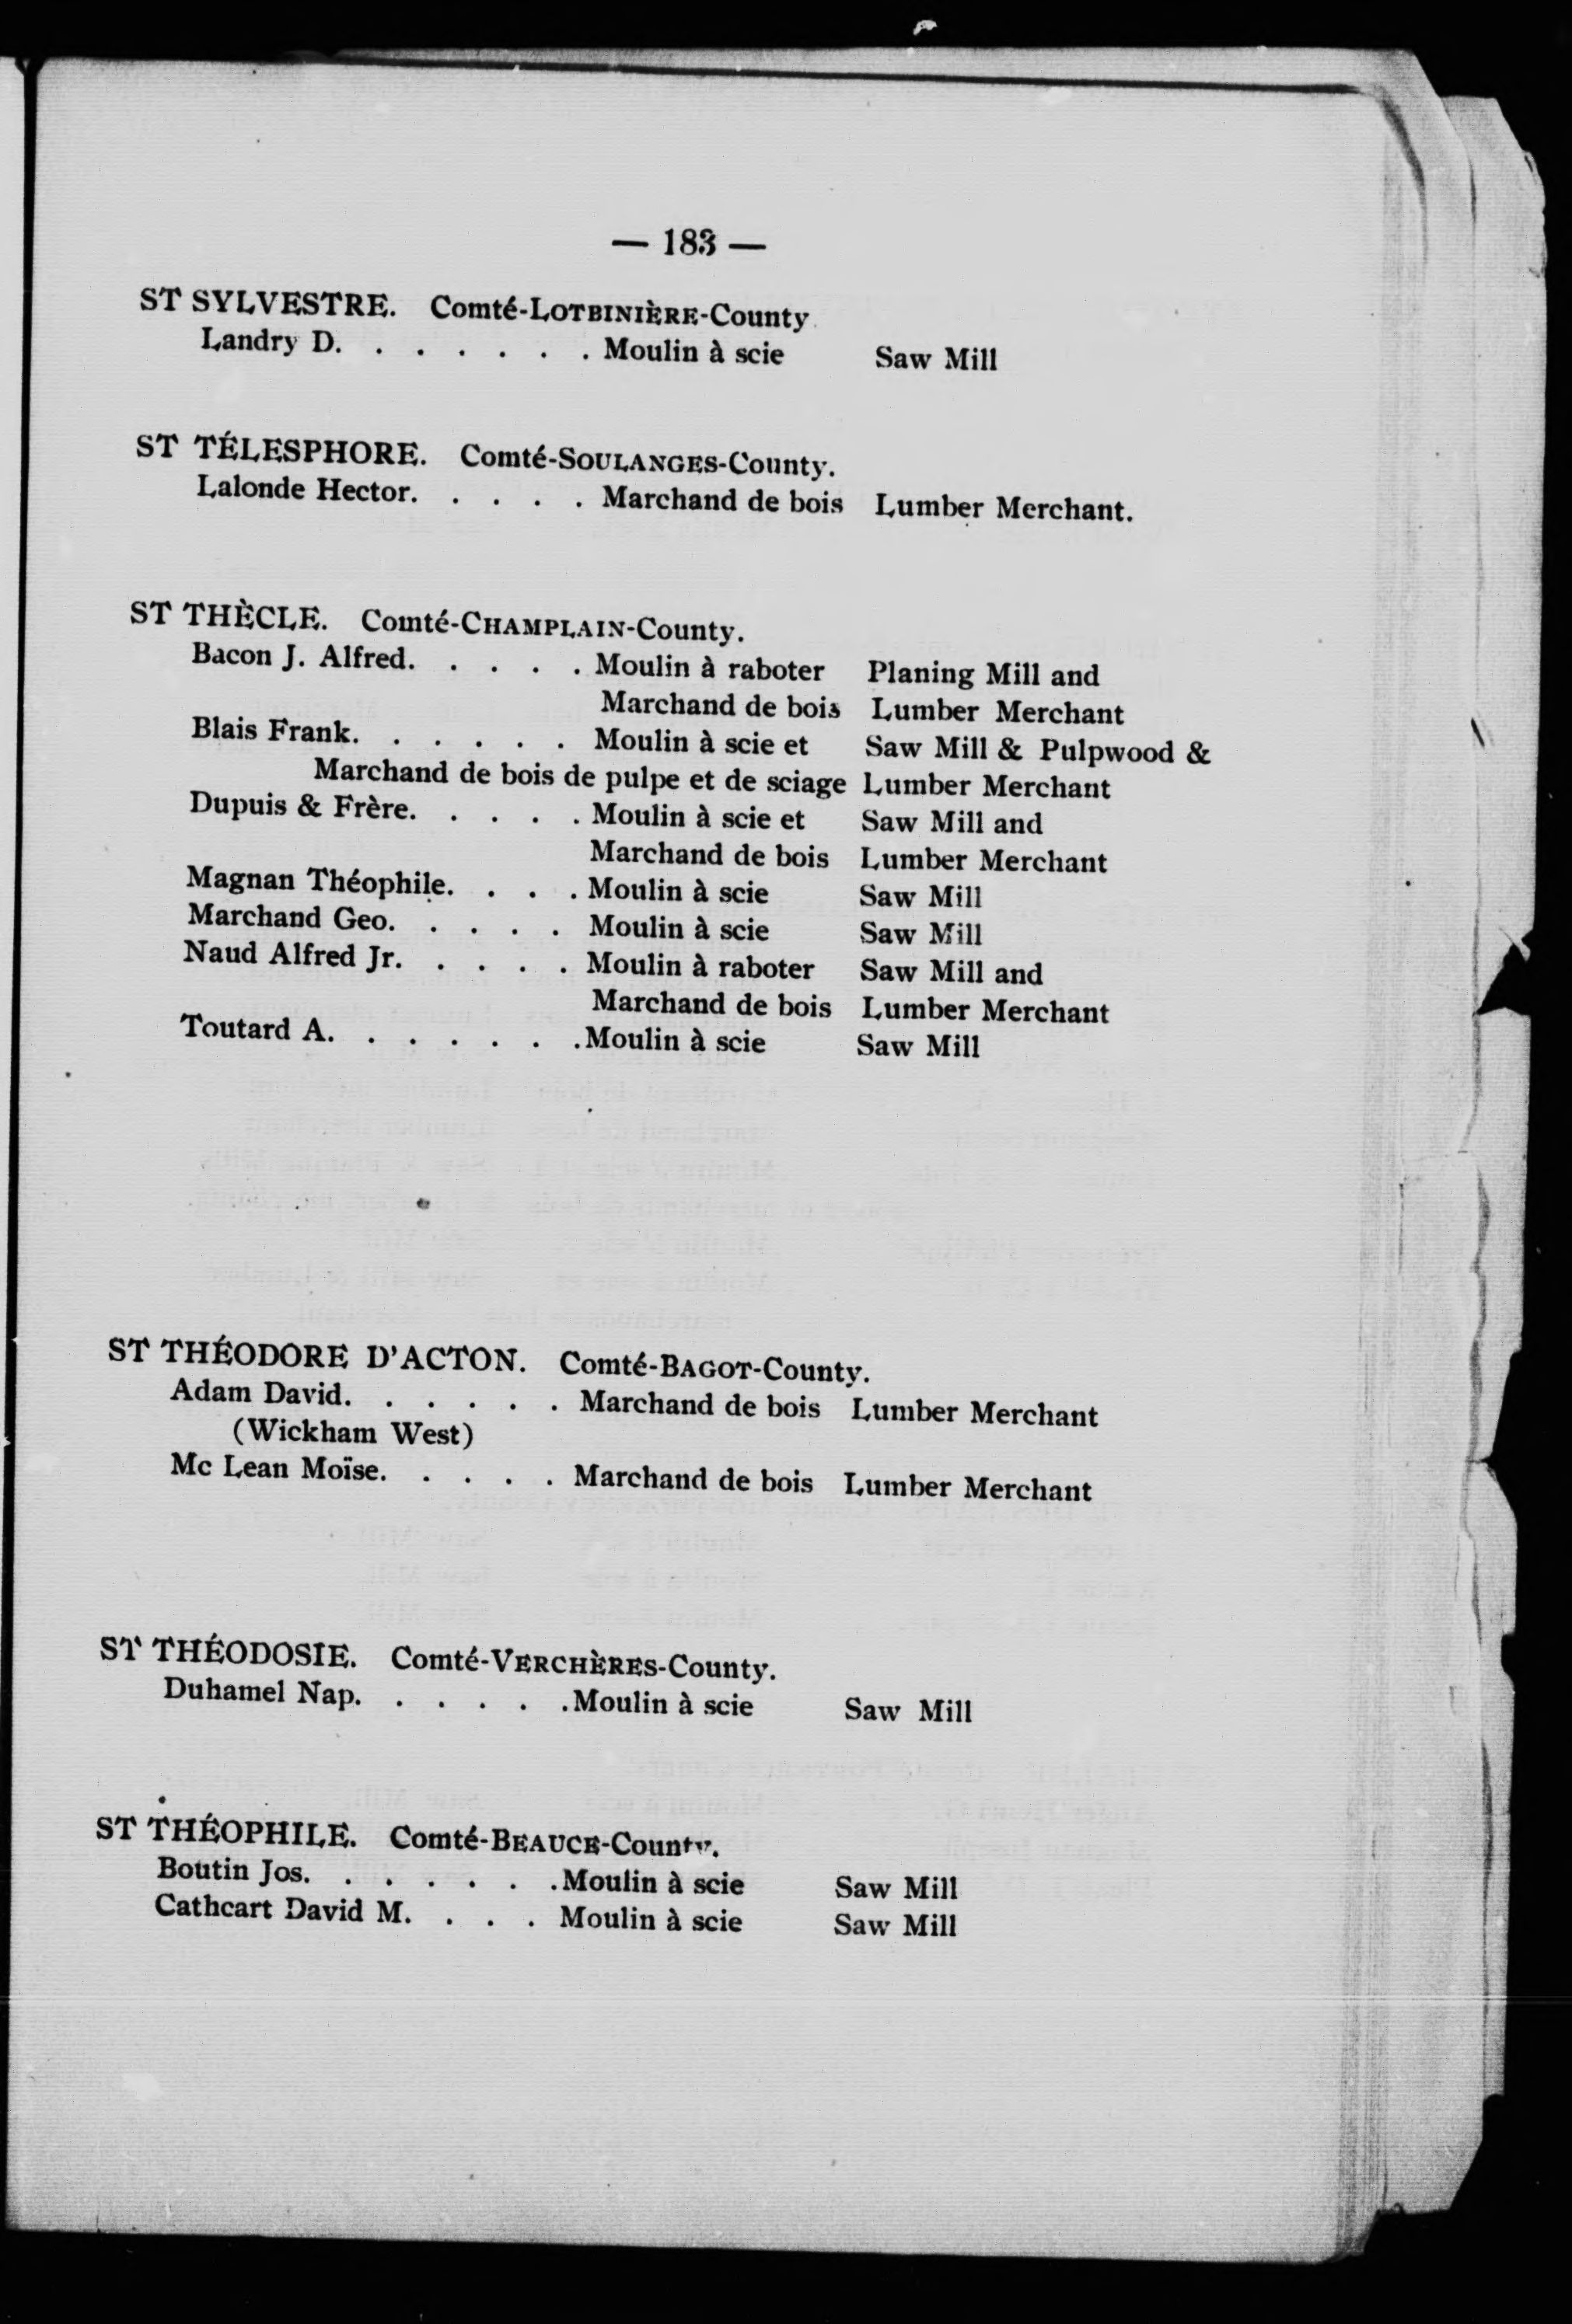 — 183 —
ST SYLVESTRE. Comté-LOTBINIÈRE-County
Landry D. . . . . . . Moulin à scie Saw Mill
ST TÉLESPHORE. Comté-SOULANGES-County.
Lalonde Hector. . . . . Marchand de bois Lumber Merchant.
ST THÈCLE. Comté-CHAMPLAIN-County.
Bacon J. Alfred. . . . . Moulin à raboter Planing Mill and
Marchand de bois Lumber Merchant
Blais Frank. . . . . . Moulin à scie et Saw Mill & Pulpwood &
Marchand de bois de pulpe et de sciage Lumber Merchant
Dupuis & Frère. . . . . Moulin à scie et Saw Mill and
Marchand de bois Lumber Merchant
Magnan Théophile. . . . Moulin à scie Saw Mill
Marchand Geo. . . . . Moulin à scie Saw Mill
Naud Alfred Jr. . . . . Moulin à raboter Saw Mill and
Marchand de bois Lumber Merchant
Toutard A. . . . . . . Moulin à scie Saw Mill
ST THÉODORE D'ACTON. Comté-BAGOT-County.
Adam David. . . . . . Marchand de bois Lumber Merchant
(Wickham West)
Mc Lean Moïse. . . . . Marchand de bois Lumber Merchant
ST THÉODOSIE. Comté-VERCHÈRES-County.
Duhamel Nap. . . . . . Moulin à scie Saw Mill
ST THÉOPHILE. Comté-BEAUCE-County.
Boutin Jos. . . . . . . Moulin à scie Saw Mill
Cathcart David M. . . . Moulin à scie Saw Mill